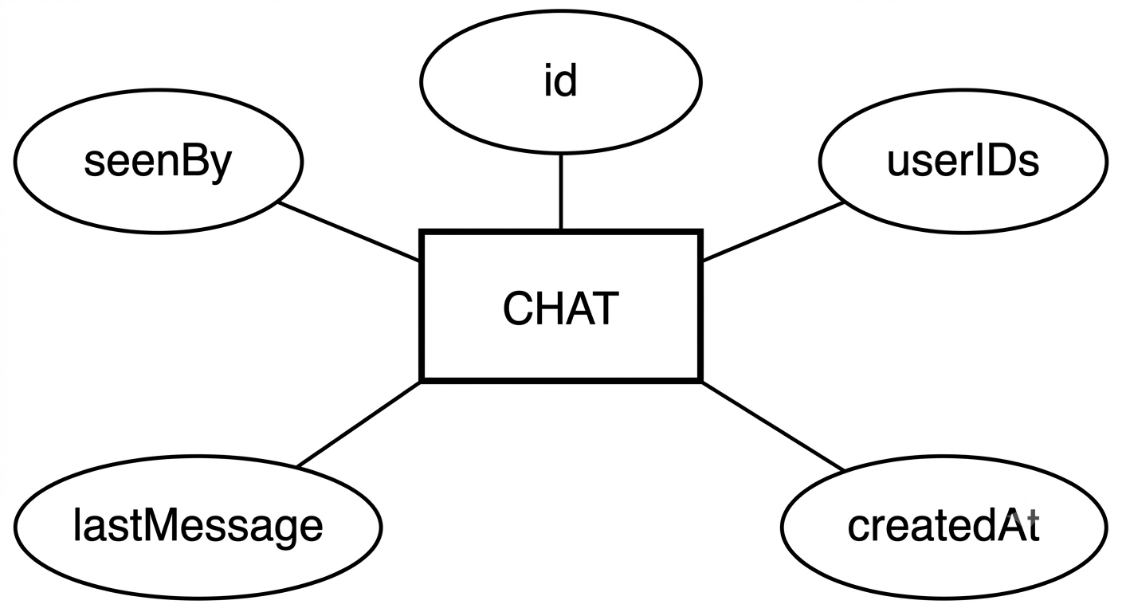 id
seenBy
userIDs
CHAT
lastMessage
createdAt